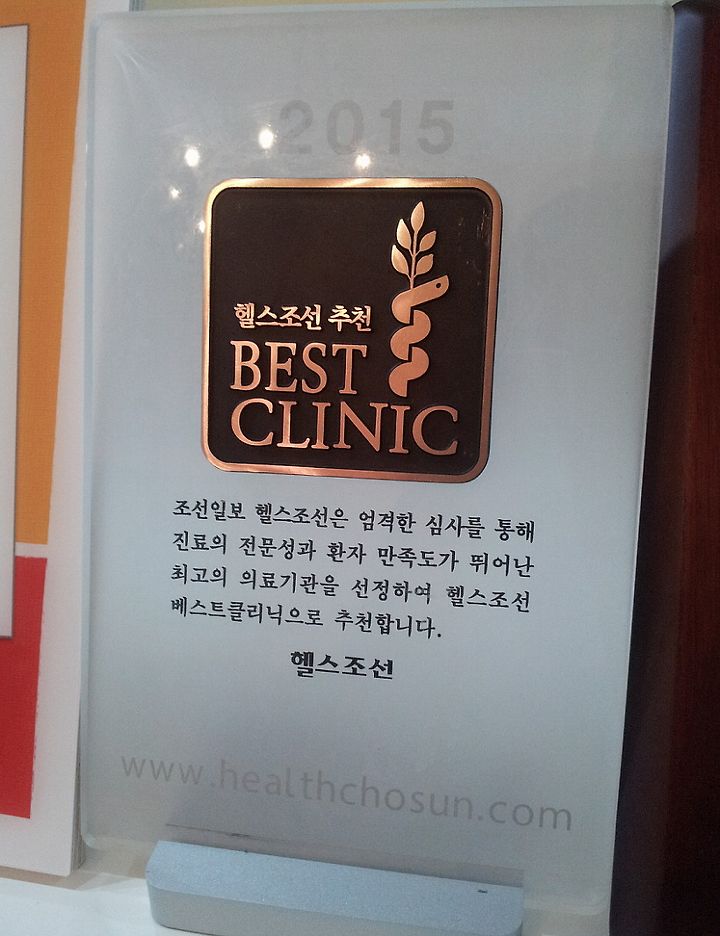 2015
헬스조선 추천
BEST
CLINIC
조선일보 헬스조선은 엄격한 심사를 통해
진료의 전문성과 환자 만족도가 뛰어난
최고의 의료기관을 선정하여 헬스조선
베스트클리닉으로 추천합니다.
헬스조선
www.healthchosun.com